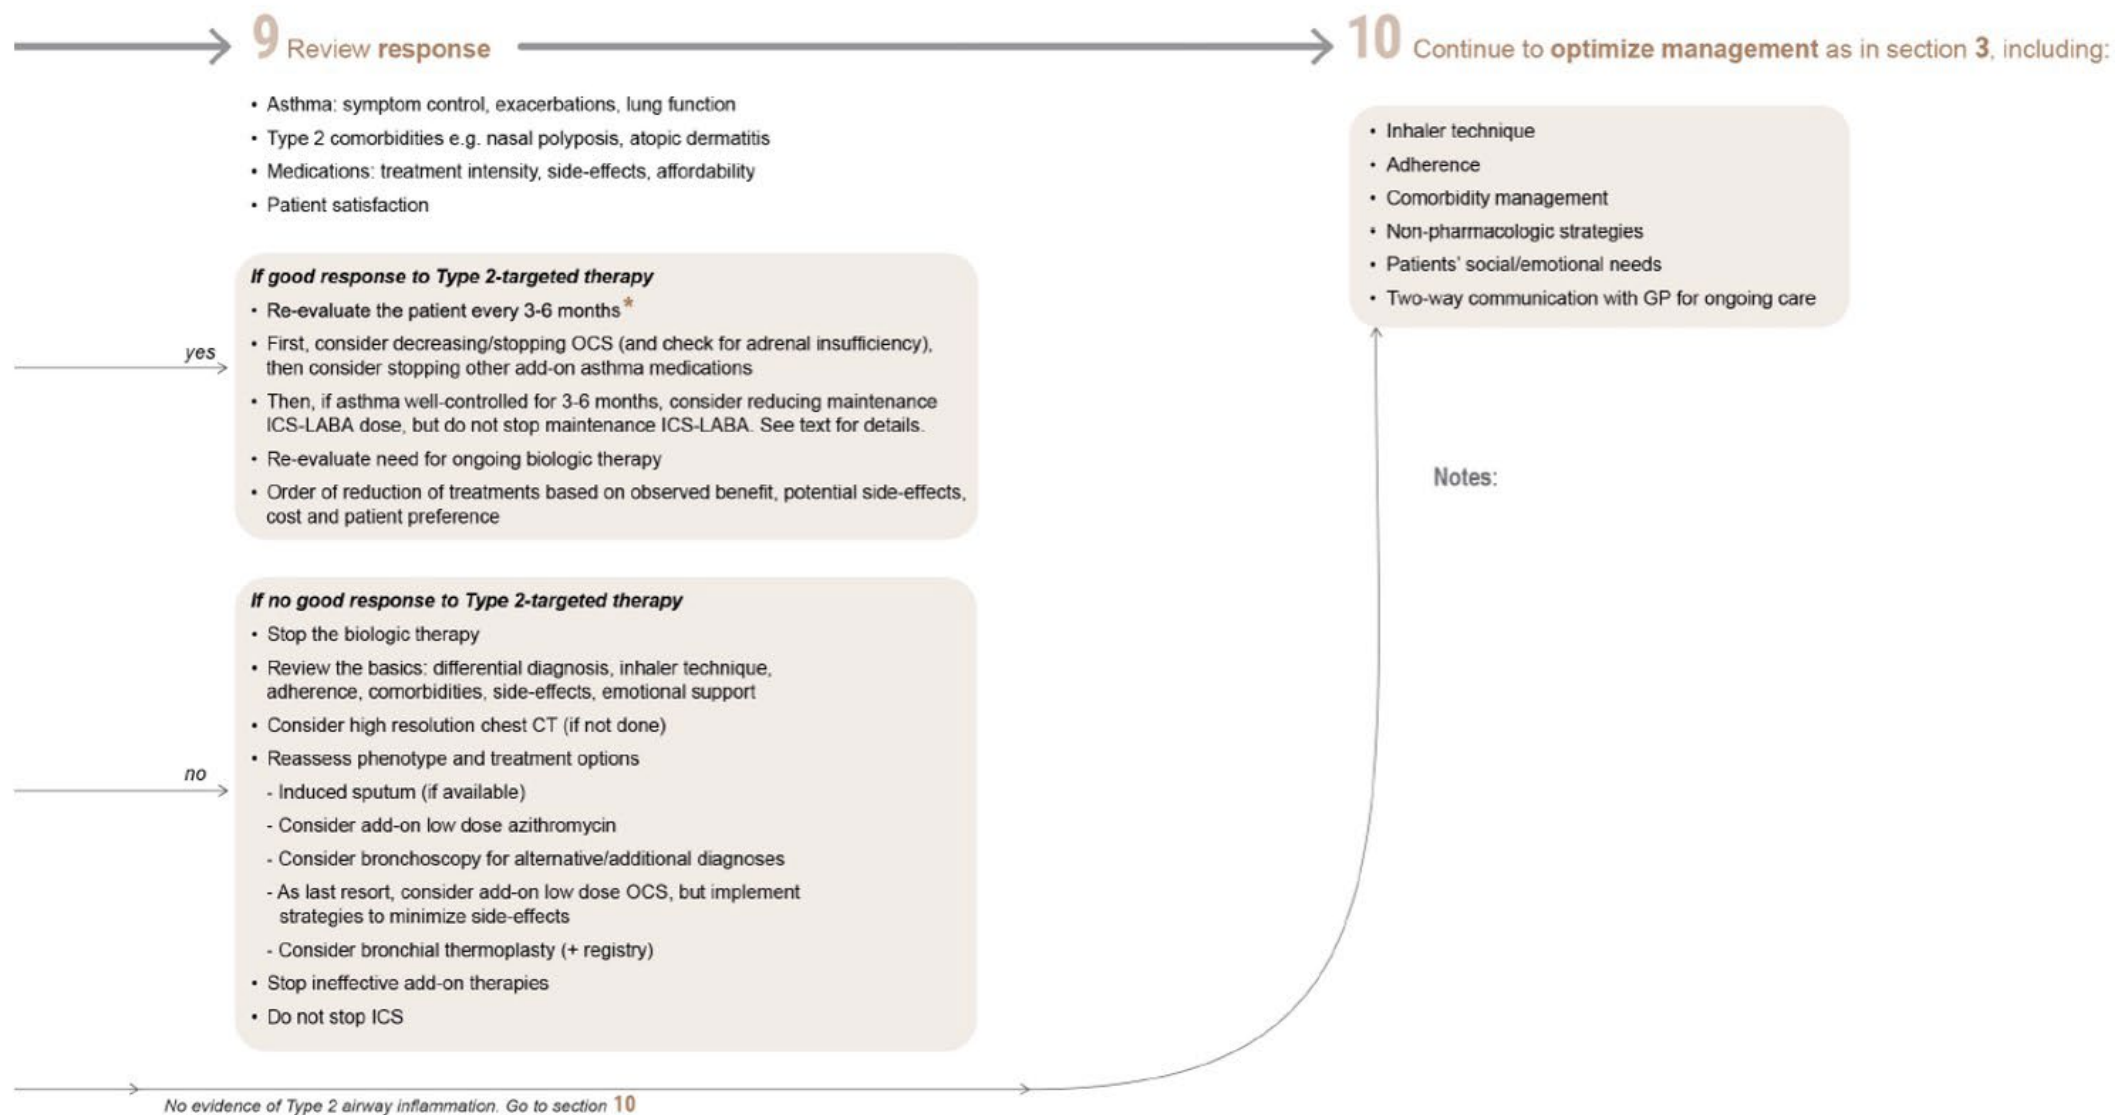 9 Review response
• Asthma: symptom control, exacerbations, lung function
• Type 2 comorbidities e.g. nasal polyposis, atopic dermatitis
• Medications: treatment intensity, side-effects, affordability
• Patient satisfaction
yes
If good response to Type 2-targeted therapy
• Re-evaluate the patient every 3-6 months*
• First, consider decreasing/stopping OCS (and check for adrenal insufficiency),
then consider stopping other add-on asthma medications
• Then, if asthma well-controlled for 3-6 months, consider reducing maintenance
ICS-LABA dose, but do not stop maintenance ICS-LABA. See text for details.
• Re-evaluate need for ongoing biologic therapy
• Order of reduction of treatments based on observed benefit, potential side-effects,
cost and patient preference
no
If no good response to Type 2-targeted therapy
• Stop the biologic therapy
• Review the basics: differential diagnosis, inhaler technique,
adherence, comorbidities, side-effects, emotional support
• Consider high resolution chest CT (if not done)
• Reassess phenotype and treatment options
- Induced sputum (if available)
- Consider add-on low dose azithromycin
- Consider bronchoscopy for alternative/additional diagnoses
- As last resort, consider add-on low dose OCS, but implement
strategies to minimize side-effects
- Consider bronchial thermoplasty (+ registry)
• Stop ineffective add-on therapies
• Do not stop ICS
No evidence of Type 2 airway inflammation. Go to section 10
10 Continue to optimize management as in section 3, including:
• Inhaler technique
• Adherence
• Comorbidity management
• Non-pharmacologic strategies
• Patients' social/emotional needs
• Two-way communication with GP for ongoing care
Notes: